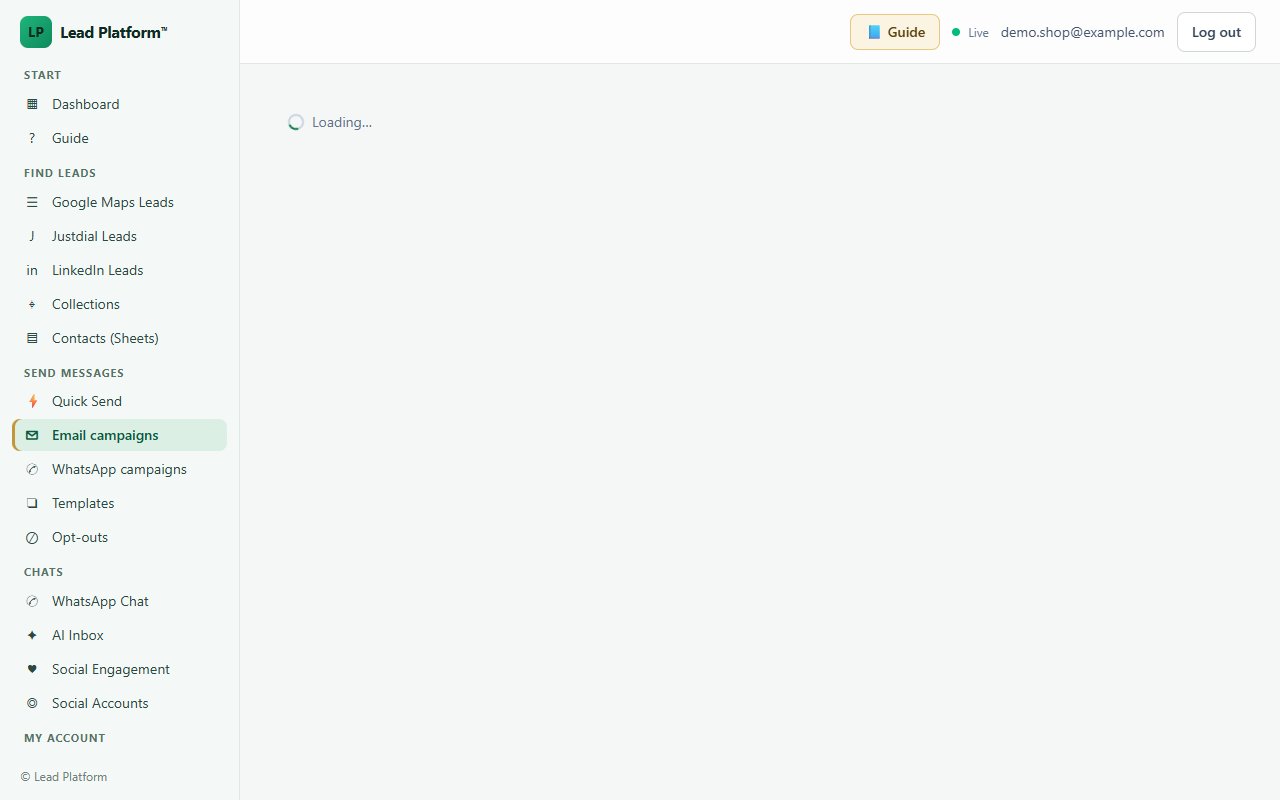 LP Lead Platform™
START
Dashboard
? Guide
FIND LEADS
Google Maps Leads
J Justdial Leads
in LinkedIn Leads
Collections
Contacts (Sheets)
SEND MESSAGES
Quick Send
Email campaigns
WhatsApp campaigns
Templates
Opt-outs
CHATS
WhatsApp Chat
AI Inbox
Social Engagement
Social Accounts
MY ACCOUNT
© Lead Platform
Guide Live demo.shop@example.com Log out
Loading...